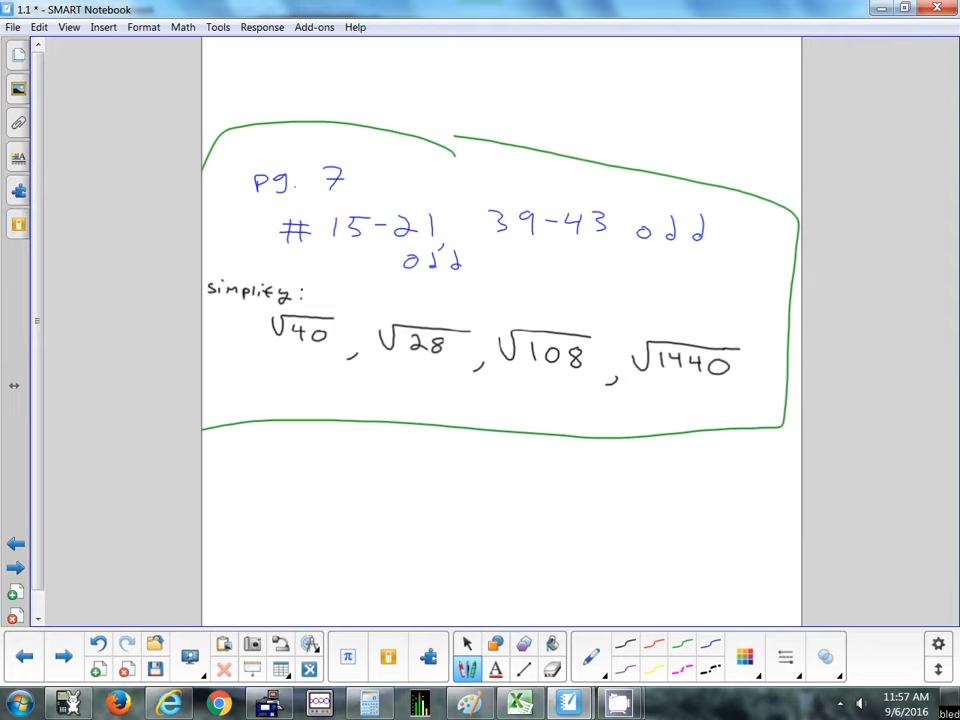 1.1 * - SMART Notebook
File Edit View Insert Format Math Tools Response Add-ons Help
pg. 7
# 15-21, 39-43 odd
odd
Simplify:
√40 , √28 , √108 , √1440
11:57 AM
9/6/2016
bled